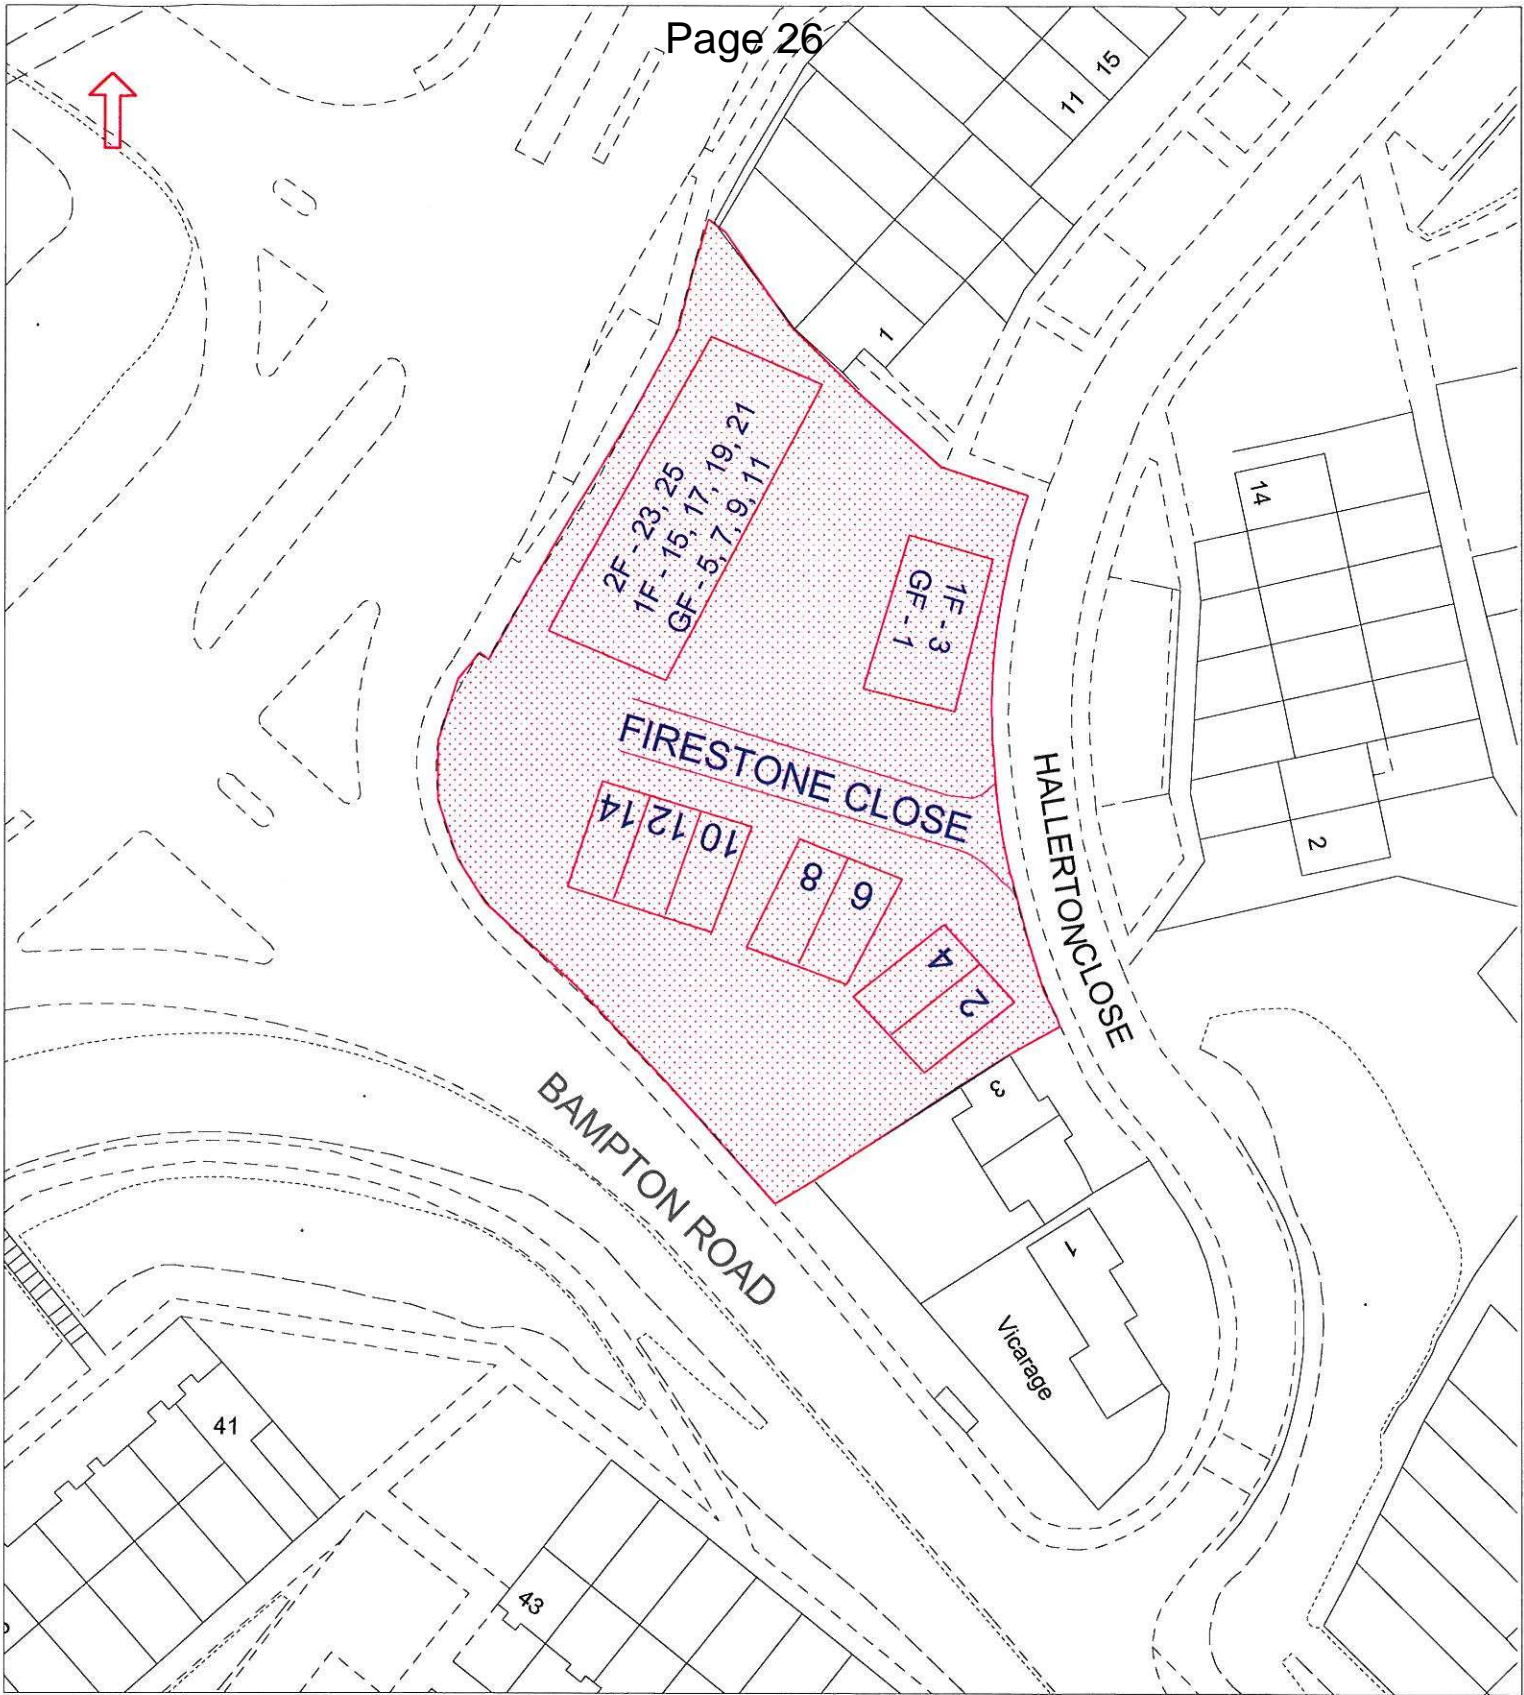 Page 26
15
11
1
2F - 23, 25
1F - 15, 17, 19, 21
GF - 5, 7, 9, 11
14
1F - 3
GF - 1
FIRESTONE CLOSE
HALLERTONCLOSE
14
12
10
8
6
2
4
2
BAMPTON ROAD
3
1
Vicarage
41
43